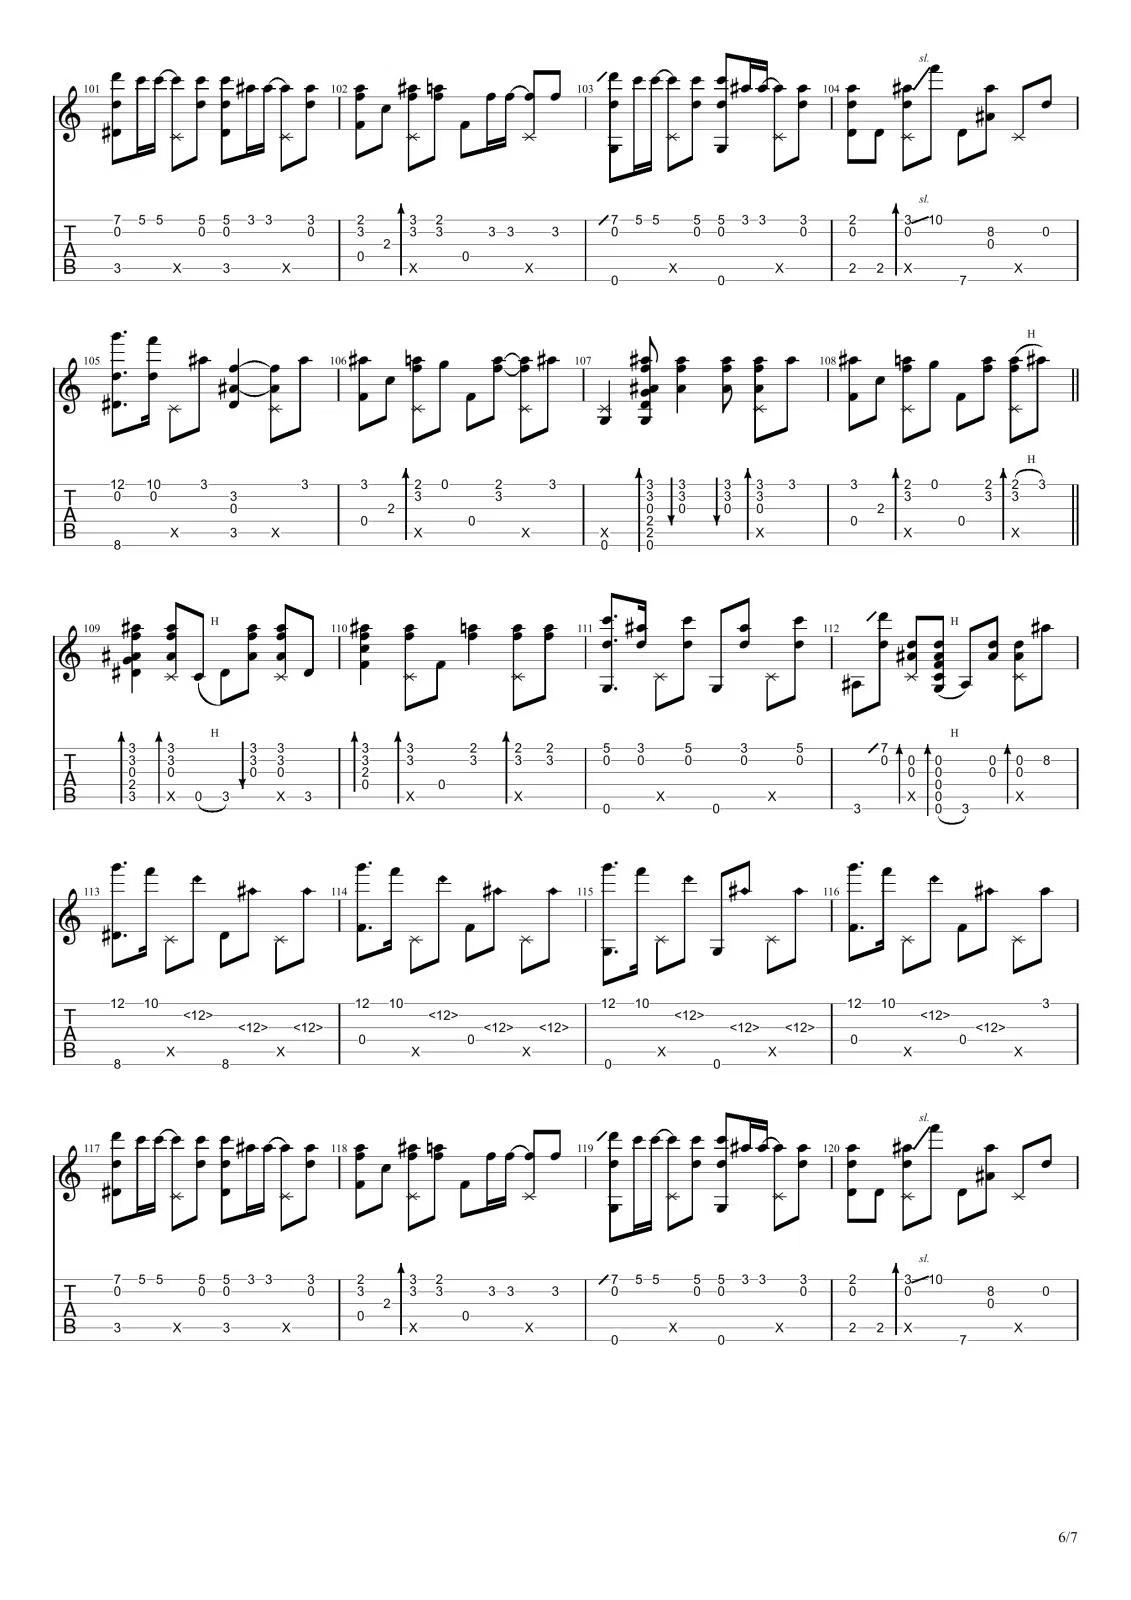 101 102 103 104 sl.
sl.
7 5 5 5 5 3 3 3 2 3 2 7 5 5 5 5 3 3 3 2 3 10
T 0 0 0 0 3 3 3 3 3 3 0 0 0 0 0 0 8 0
A 2 0
0 0
B 3 X 3 X X X X X 2 2 X X
0 0 7
105 106 107 108 H
H
12 10 3 3 3 2 0 2 3 3 3 3 3 3 3 2 0 2 2 3
T 0 0 3 3 3 3 3 3 3 3 3 3
0 2 0 0 0 0 2
A 0 0 2 0 0
B X 3 X X X X 2 X X X
8 0 0
109 H 110 111 112 H
H H
3 3 3 3 3 3 2 2 2 5 3 5 3 5 7
T 3 3 3 3 3 3 3 3 3 0 0 0 0 0 0 0 0 0 0 8
0 0 0 0 2 0 0 0 0
A 2 0 0 0
B 3 X 0 3 X 3 X X X X X 0 X
0 0 3 0 3
113 114 115 116
12 10 12 10 12 10 12 10 3
T <12> <12> <12> <12>
<12> <12> <12> <12> <12> <12> <12>
A 0 0 0 0
B X X X X X X X X
8 8 0 0
117 118 119 120 sl.
sl.
7 5 5 5 5 3 3 3 2 3 2 7 5 5 5 5 3 3 3 2 3 10
T 0 0 0 0 3 3 3 3 3 3 0 0 0 0 0 0 8 0
A 2 0
0 0
B 3 X 3 X X X X X 2 2 X X
0 0 7
6/7